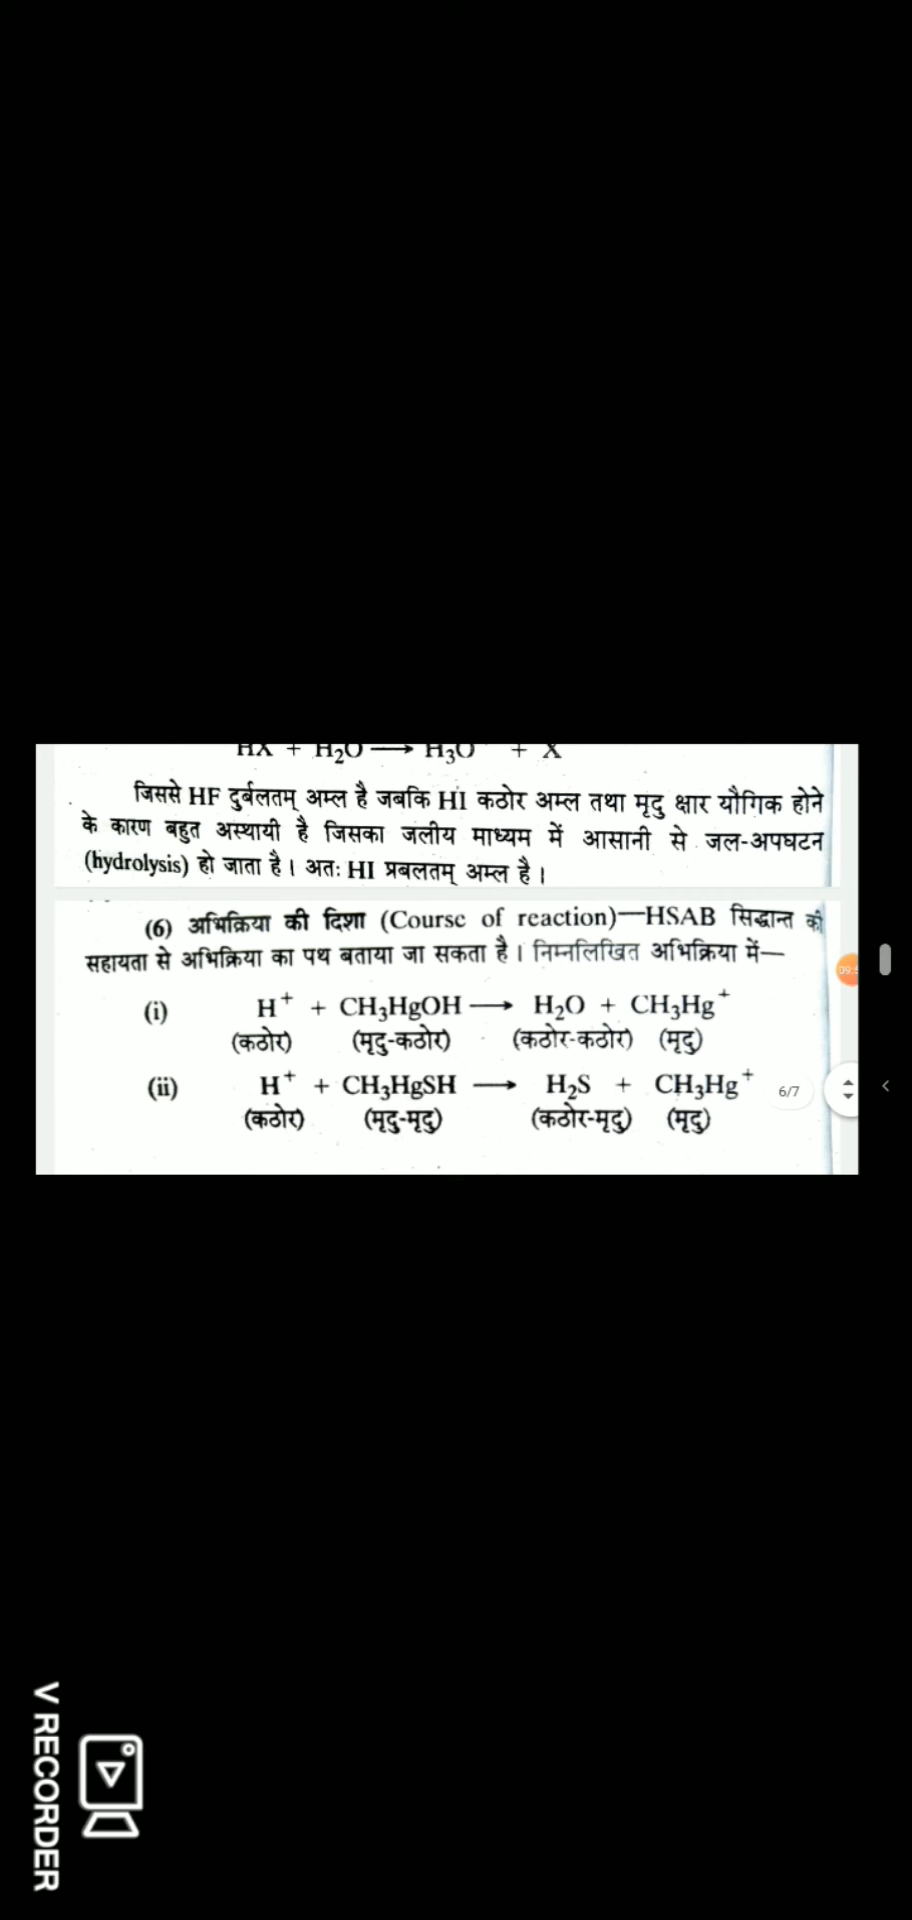 HX + H₂O ⟶ H₃O + X
जिससे HF दुर्बलतम् अम्ल है जबकि HI कठोर अम्ल तथा मृदु क्षार यौगिक होने
के कारण बहुत अस्थायी है जिसका जलीय माध्यम में आसानी से जल-अपघटन
(hydrolysis) हो जाता है। अतः HI प्रबलतम् अम्ल है।
(6) अभिक्रिया की दिशा (Course of reaction)—HSAB सिद्धान्त की
सहायता से अभिक्रिया का पथ बताया जा सकता है। निम्नलिखित अभिक्रिया में—
(i) H⁺ + CH₃HgOH ⟶ H₂O + CH₃Hg⁺
(कठोर) (मृदु-कठोर) (कठोर-कठोर) (मृदु)
(ii) H⁺ + CH₃HgSH ⟶ H₂S + CH₃Hg⁺
(कठोर) (मृदु-मृदु) (कठोर-मृदु) (मृदु)
6/7
V RECORDER